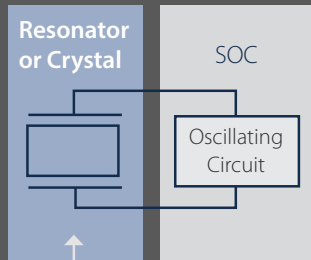 Resonator
or Crystal
SOC
Oscillating
Circuit